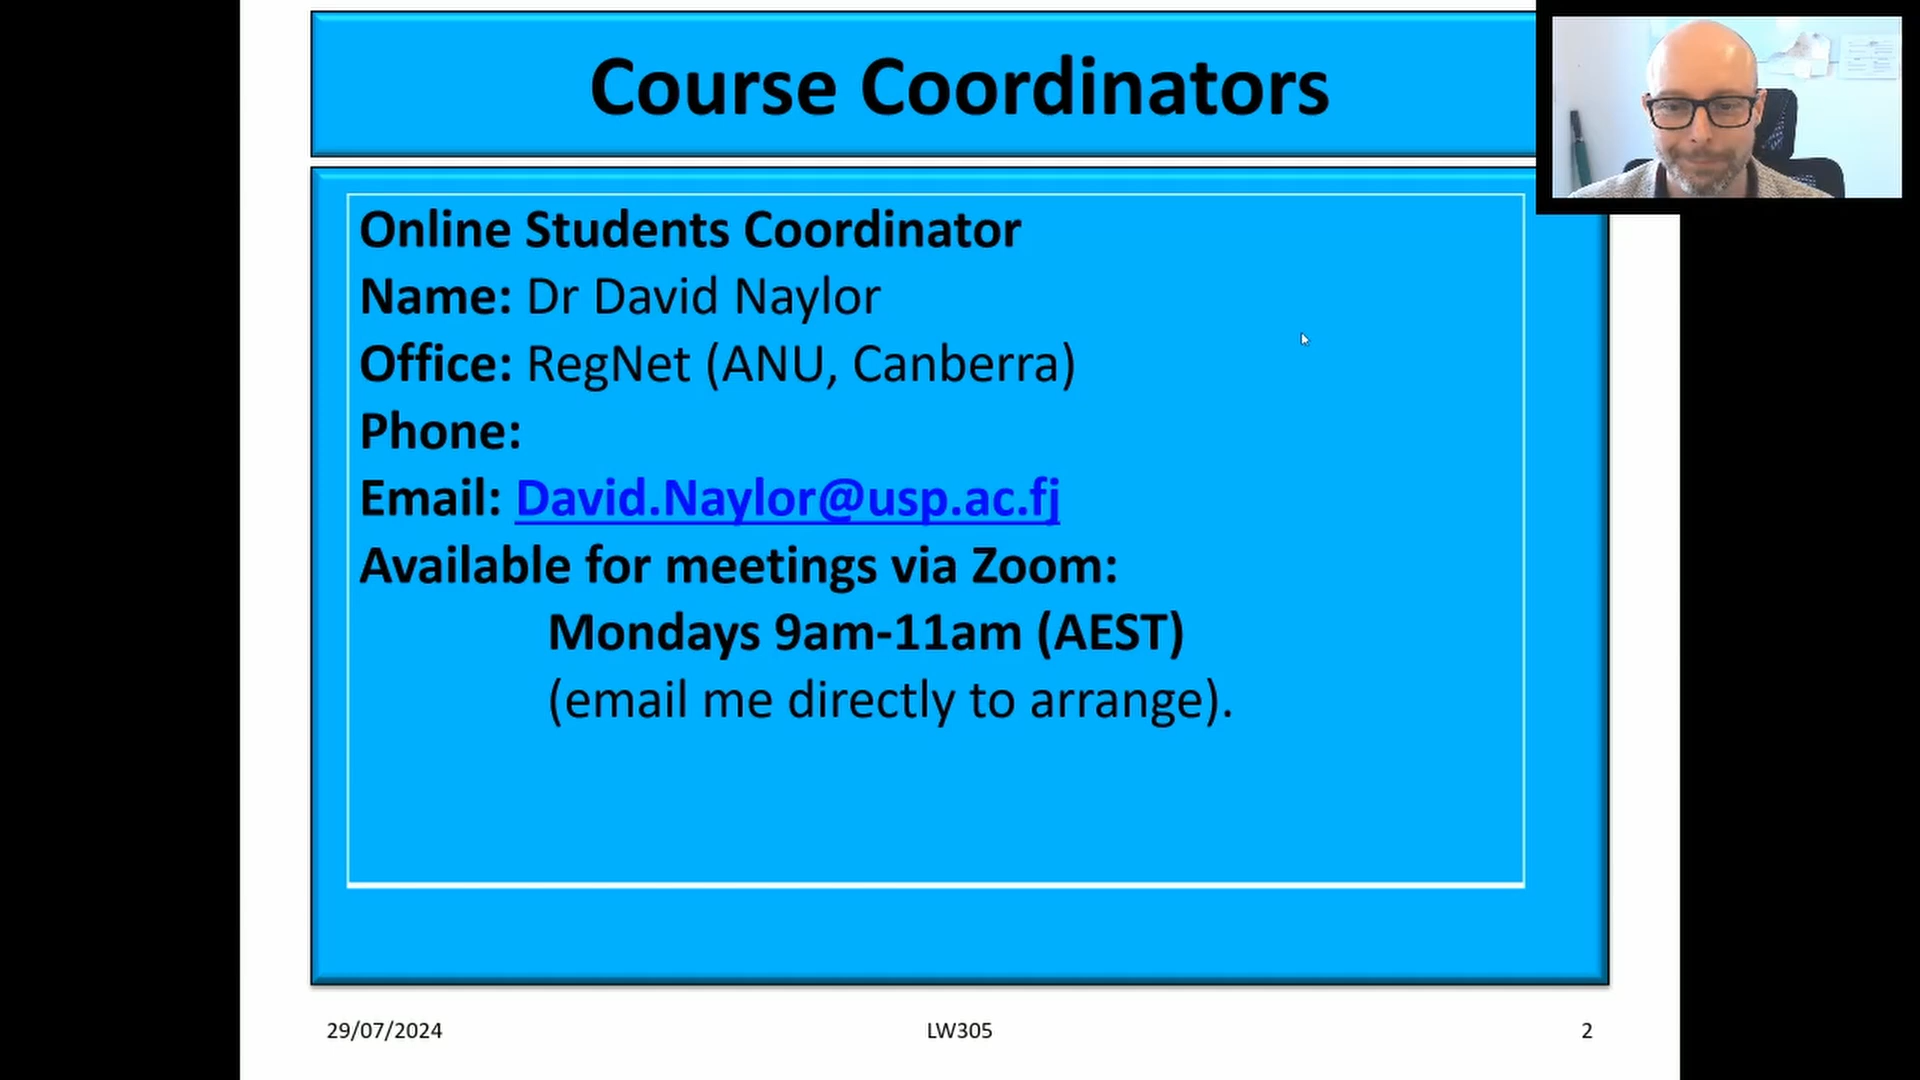 Course Coordinators
Online Students Coordinator
Name: Dr David Naylor
Office: RegNet (ANU, Canberra)
Phone:
Email: David.Naylor@usp.ac.fj
Available for meetings via Zoom:
Mondays 9am-11am (AEST)
(email me directly to arrange).
29/07/2024
LW305
2